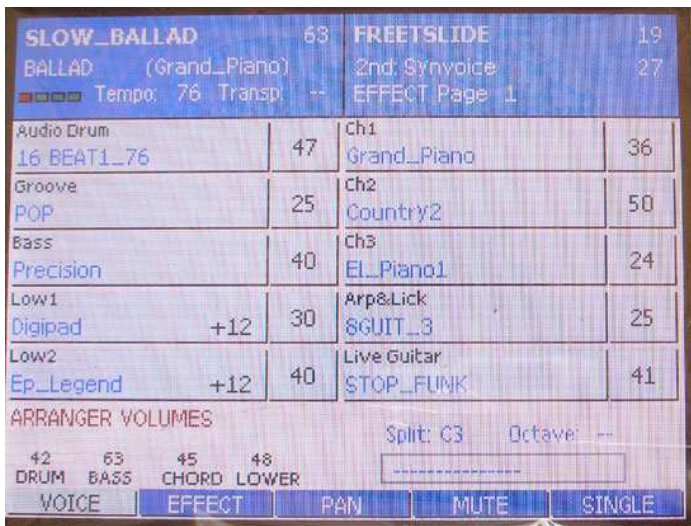 SLOW_BALLAD 63
BALLAD (Grand_Piano)
Tempo: 76 Transp: --
FREETSLIDE 19
2nd: Synvoice 27
EFFECT Page 1
Audio Drum
16 BEAT1_76 47
Groove
POP 25
Bass
Precision 40
Low1
Digipad +12 30
Low2
Ep_Legend +12 40
Ch1
Grand_Piano 36
Ch2
Country2 50
Ch3
El_Piano1 24
Arp&Lick
8GUIT_3 25
Live Guitar
STOP_FUNK 41
ARRANGER VOLUMES
42 63 45 48
DRUM BASS CHORD LOWER
Split: C3 Octave: --
---------------
VOICE EFFECT PAN MUTE SINGLE